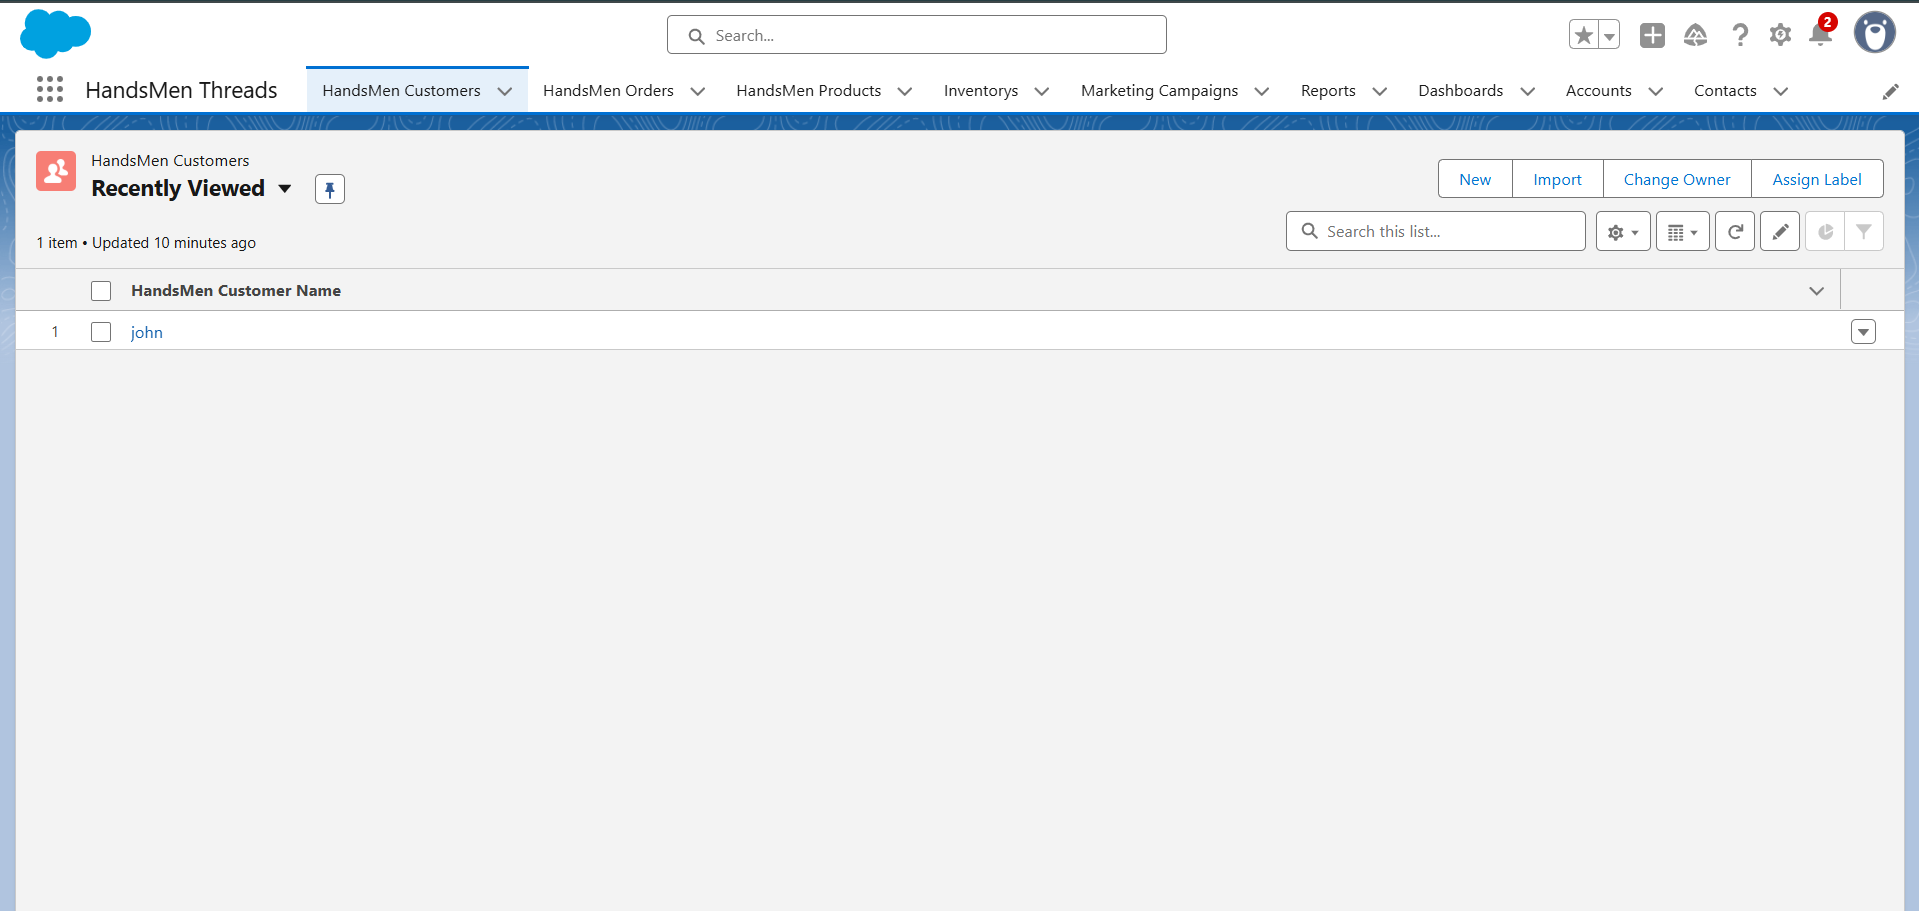 Search...
2
HandsMen Threads
HandsMen Customers
HandsMen Orders
HandsMen Products
Inventorys
Marketing Campaigns
Reports
Dashboards
Accounts
Contacts
HandsMen Customers
Recently Viewed
New
Import
Change Owner
Assign Label
1 item • Updated 10 minutes ago
Search this list...
HandsMen Customer Name
1
john